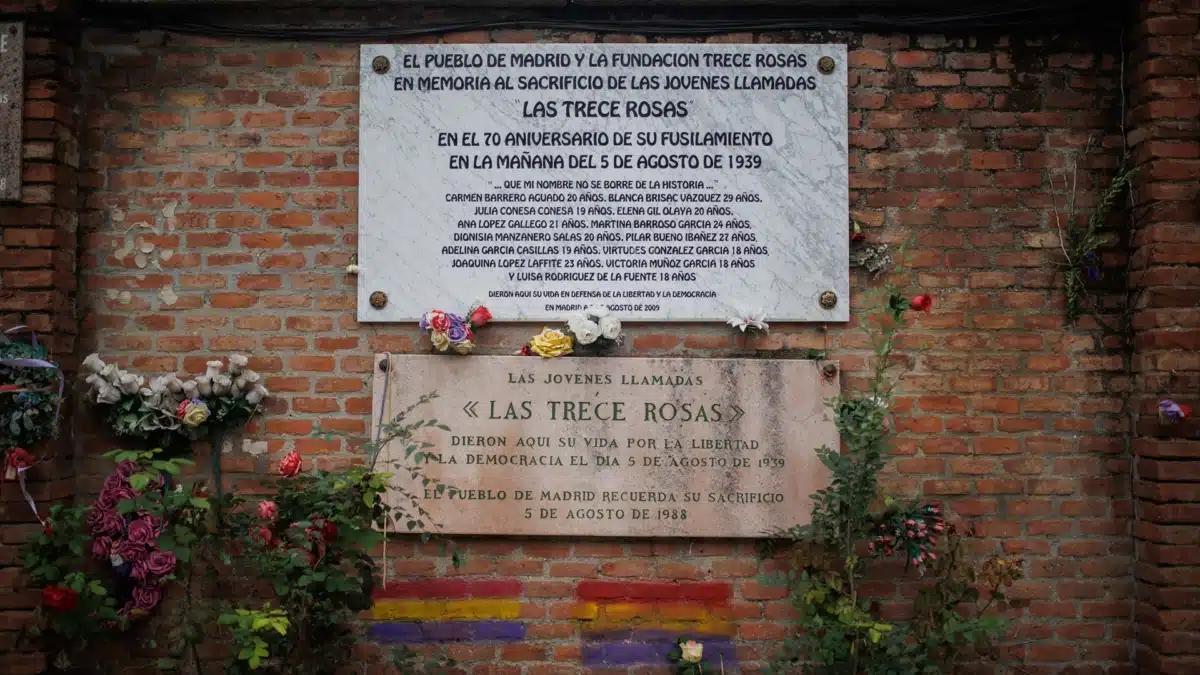 EL PUEBLO DE MADRID Y LA FUNDACION TRECE ROSAS
EN MEMORIA AL SACRIFICIO DE LAS JOVENES LLAMADAS
"LAS TRECE ROSAS"
EN EL 70 ANIVERSARIO DE SU FUSILAMIENTO
EN LA MAÑANA DEL 5 DE AGOSTO DE 1939
"... QUE MI NOMBRE NO SE BORRE DE LA HISTORIA ..."
CARMEN BARRERO AGUADO 20 AÑOS. BLANCA BRISAC VAZQUEZ 29 AÑOS.
JULIA CONESA CONESA 19 AÑOS. ELENA GIL OLAYA 20 AÑOS.
ANA LOPEZ GALLEGO 21 AÑOS. MARTINA BARROSO GARCIA 24 AÑOS.
DIONISIA MANZANERO SALAS 20 AÑOS. PILAR BUENO IBAÑEZ 27 AÑOS.
ADELINA GARCIA CASILLAS 19 AÑOS. VIRTUDES GONZALEZ GARCIA 18 AÑOS
JOAQUINA LOPEZ LAFFITE 23 AÑOS. VICTORIA MUÑOZ GARCIA 18 AÑOS
Y LUISA RODRIGUEZ DE LA FUENTE 18 AÑOS
DIERON AQUI SU VIDA EN DEFENSA DE LA LIBERTAD Y LA DEMOCRACIA
EN MADRID A AGOSTO DE 2009
LAS JOVENES LLAMADAS
« LAS TRECE ROSAS »
DIERON AQUI SU VIDA POR LA LIBERTAD
Y LA DEMOCRACIA EL DIA 5 DE AGOSTO DE 1939
EL PUEBLO DE MADRID RECUERDA SU SACRIFICIO
5 DE AGOSTO DE 1988